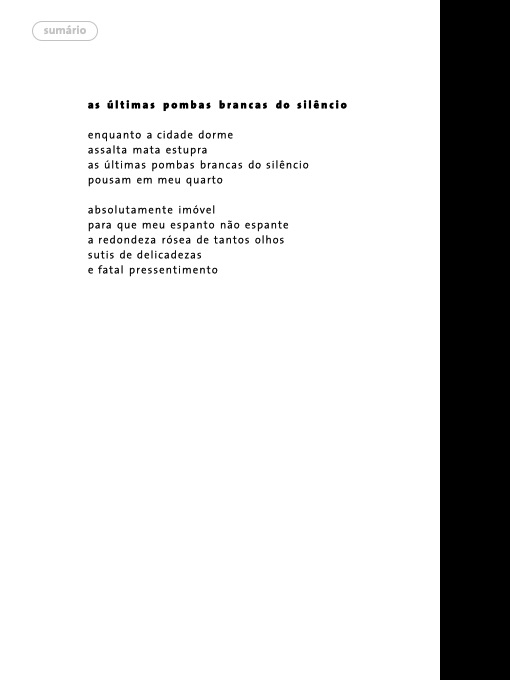 sumário
as últimas pombas brancas do silêncio
enquanto a cidade dorme
assalta mata estupra
as últimas pombas brancas do silêncio
pousam em meu quarto
absolutamente imóvel
para que meu espanto não espante
a redondeza rósea de tantos olhos
sutis de delicadezas
e fatal pressentimento